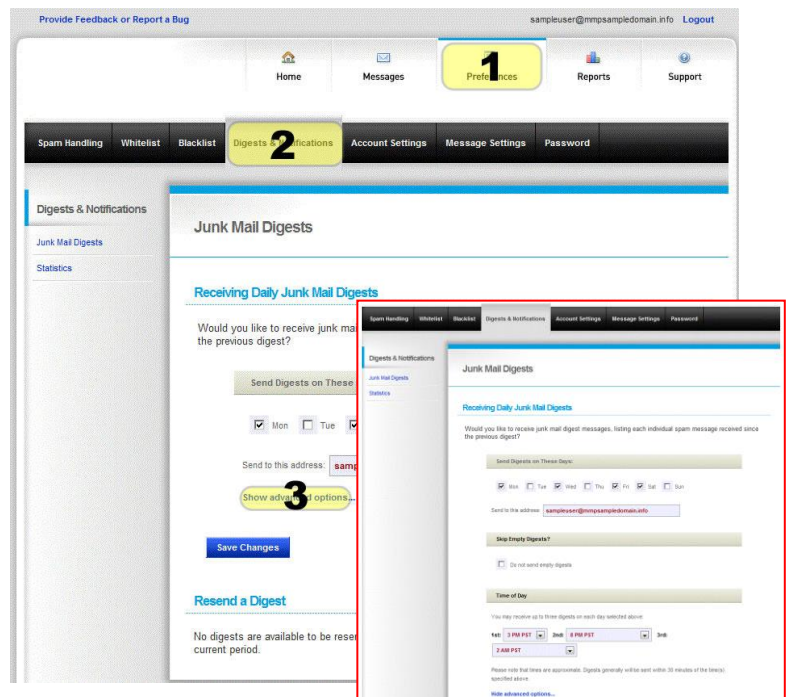 Provide Feedback or Report a Bug
sampleuser@mmpsampledomain.info Logout
1
Home Messages Preferences Reports Support
2
Spam Handling Whitelist Blacklist Digests & Notifications Account Settings Message Settings Password
Digests & Notifications
Junk Mail Digests
Statistics
Junk Mail Digests
Receiving Daily Junk Mail Digests
Would you like to receive junk mai
the previous digest?
Send Digests on These
Mon Tue
Send to this address: samp
3
Show advanced options...
Save Changes
Resend a Digest
No digests are available to be rese
current period.
Spam Handling Whitelist Blacklist Digests & Notifications Account Settings Message Settings Password
Digests & Notifications
Junk Mail Digests
Statistics
Junk Mail Digests
Receiving Daily Junk Mail Digests
Would you like to receive junk mail digest messages, listing each individual spam message received since
the previous digest?
Send Digests on These Days:
Mon Tue Wed Thu Fri Sat Sun
Send to this address: sampleuser@mmpsampledomain.info
Skip Empty Digests?
Do not send empty digests
Time of Day
You may receive up to three digests on each day selected above
1st: 3 PM PST 2nd: 8 PM PST 3rd:
2 AM PST
Please note that times are approximate. Digests generally will be sent within 30 minutes of the time(s)
specified above.
Hide advanced options...